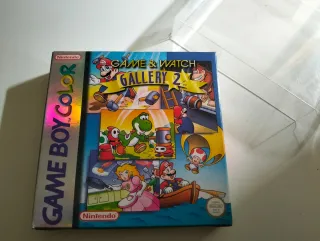 Nintendo
GAME & WATCH
GALLERY 2
GAME BOY COLOR
Nintendo